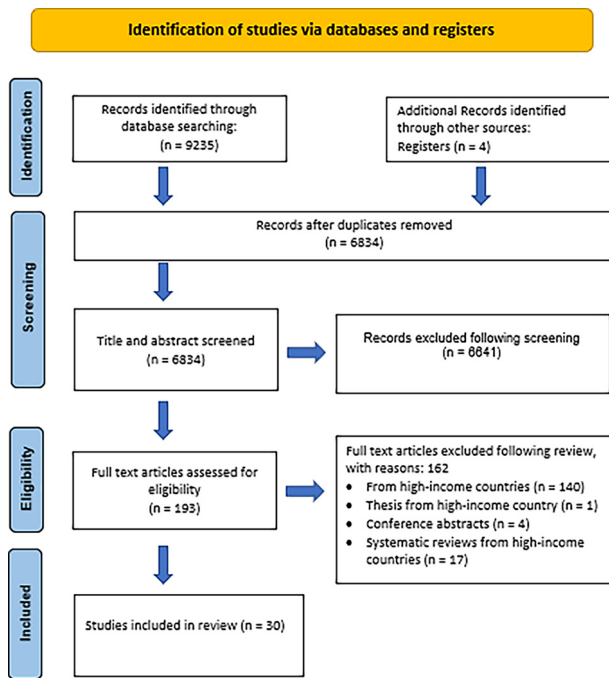 Identification of studies via databases and registers
Identification
Records identified through
database searching:
(n = 9235)
Additional Records identified
through other sources:
Registers (n = 4)
Screening
Records after duplicates removed
(n = 6834)
Title and abstract screened
(n = 6834)
Records excluded following screening
(n = 6641)
Eligibility
Full text articles assessed for
eligibility
(n = 193)
Full text articles excluded following review,
with reasons: 162
• From high-income countries (n = 140)
• Thesis from high-income country (n = 1)
• Conference abstracts (n = 4)
• Systematic reviews from high-income
countries (n = 17)
Included
Studies included in review (n = 30)